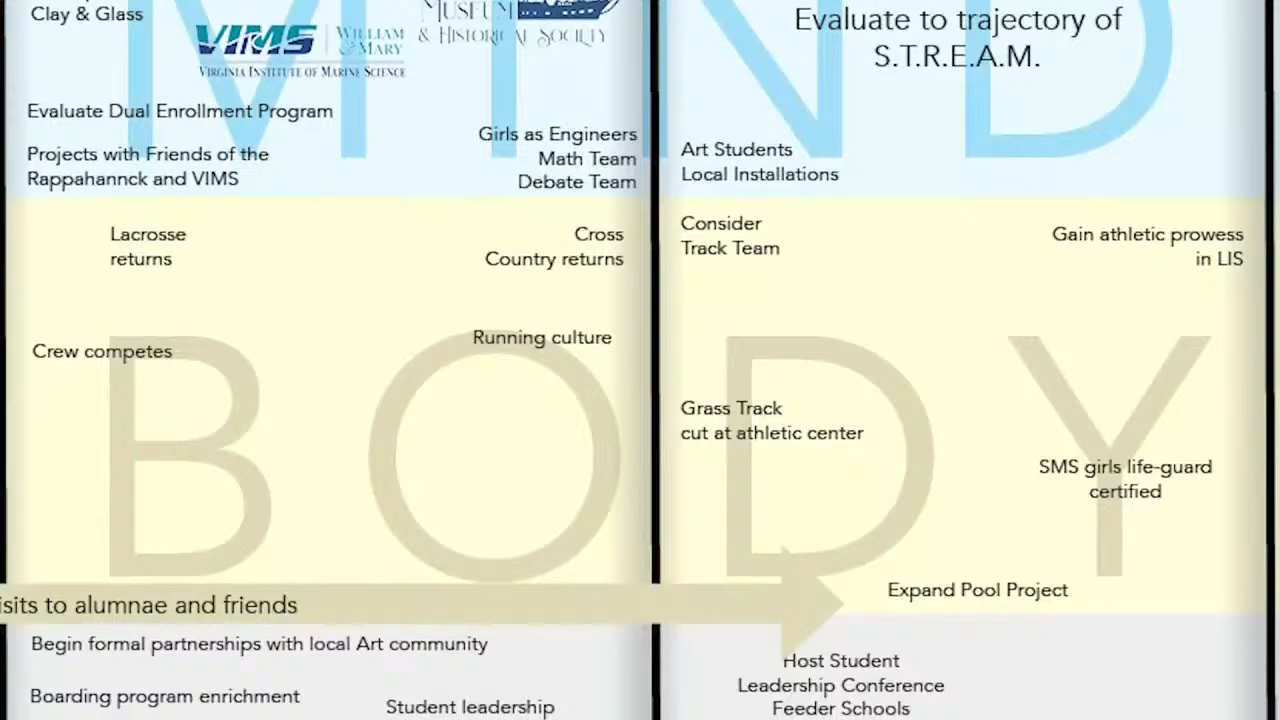 Clay & Glass
VIMS
WILLIAM
& MARY
VIRGINIA INSTITUTE OF MARINE SCIENCE
MUSEUM
& HISTORICAL SOCIETY
Evaluate to trajectory of
S.T.R.E.A.M.
MIND
Evaluate Dual Enrollment Program
Projects with Friends of the
Rappahannck and VIMS
Girls as Engineers
Math Team
Debate Team
Art Students
Local Installations
Lacrosse
returns
Cross
Country returns
Consider
Track Team
Gain athletic prowess
in LIS
Crew competes
Running culture
BODY
Grass Track
cut at athletic center
SMS girls life-guard
certified
Expand Pool Project
isits to alumnae and friends
Begin formal partnerships with local Art community
Boarding program enrichment
Student leadership
Host Student
Leadership Conference
Feeder Schools